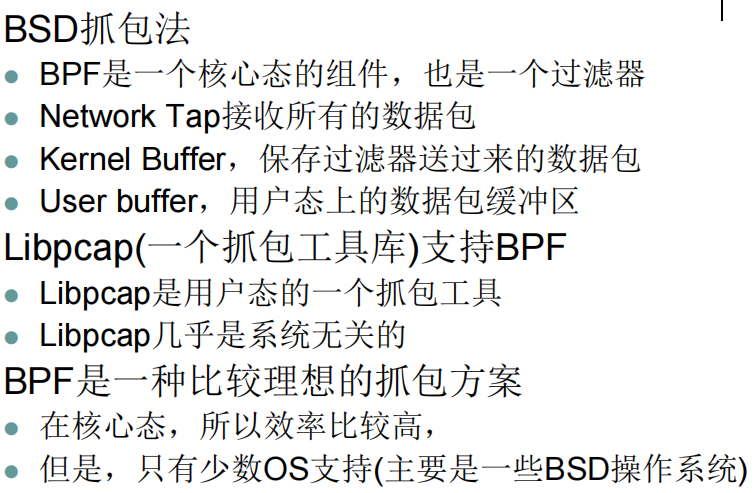 BSD抓包法
● BPF是一个核心态的组件，也是一个过滤器
● Network Tap接收所有的数据包
● Kernel Buffer，保存过滤器送过来的数据包
● User buffer，用户态上的数据包缓冲区
Libpcap(一个抓包工具库)支持BPF
● Libpcap是用户态的一个抓包工具
● Libpcap几乎是系统无关的
BPF是一种比较理想的抓包方案
● 在核心态，所以效率比较高，
● 但是，只有少数OS支持(主要是一些BSD操作系统)